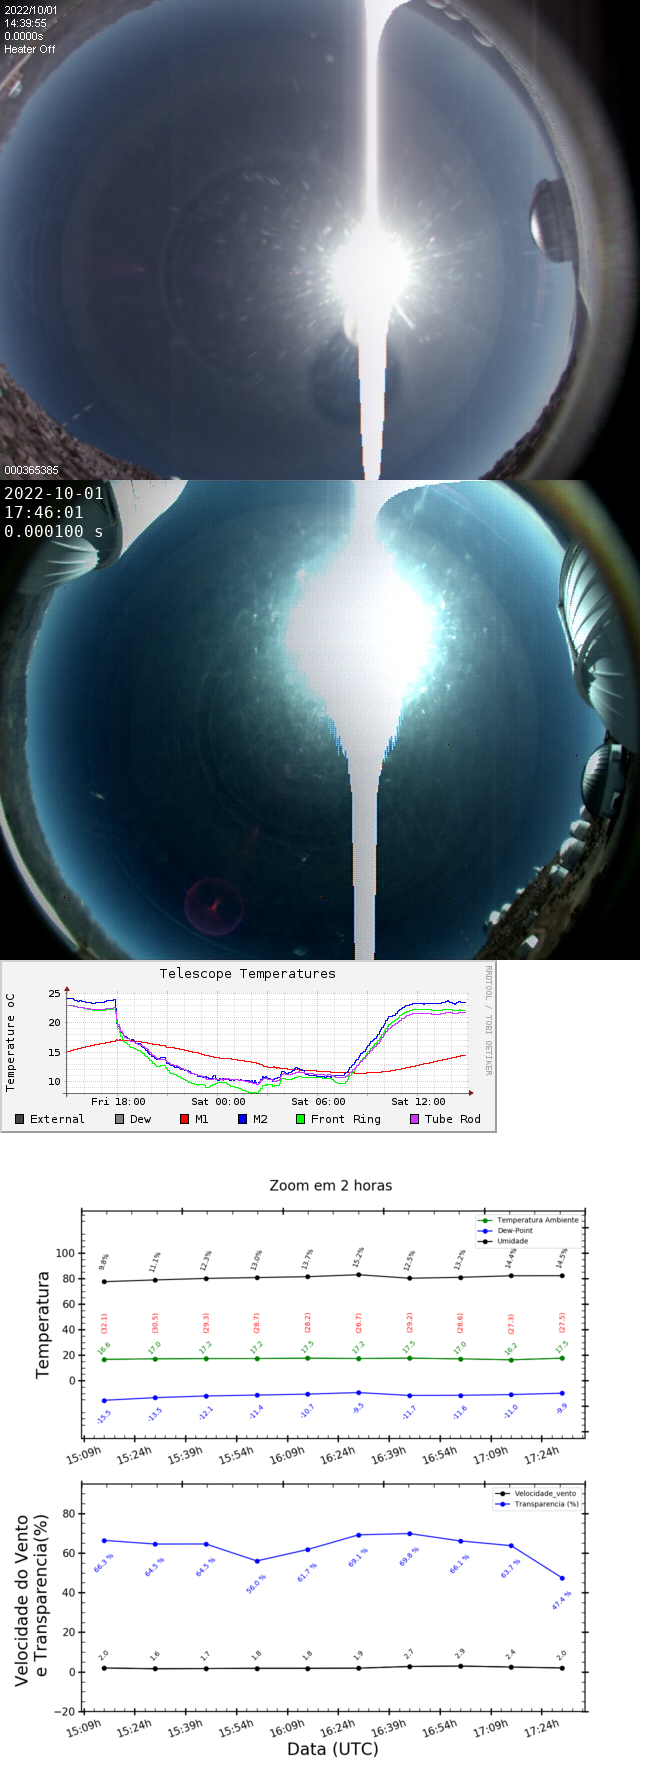 2022/10/01
14:39:55
0.0000s
Heater Off
000365385
2022-10-01
17:46:01
0.000100 s
Telescope Temperatures
RRDTOOL / TOBI OETIKER
Temperature oC
25
20
15
10
Fri 18:00 Sat 00:00 Sat 06:00 Sat 12:00
External Dew M1 M2 Front Ring Tube Rod
Zoom em 2 horas
Temperatura Ambiente
Dew-Point
Umidade
Temperatura
100
80
60
40
20
0
9.8% 11.1% 12.3% 13.0% 13.7% 15.2% 12.5% 13.2% 14.4% 14.5%
(32.1) (30.5) (29.3) (28.7) (28.2) (26.7) (29.2) (28.6) (27.3) (27.5)
16.6 17.0 17.2 17.2 17.5 17.2 17.5 17.0 16.2 17.5
-15.5 -13.5 -12.1 -11.4 -10.7 -9.5 -11.7 -11.6 -11.0 -9.9
15:09h 15:24h 15:39h 15:54h 16:09h 16:24h 16:39h 16:54h 17:09h 17:24h
Velocidade_vento
Transparencia (%)
Velocidade do Vento
e Transparencia(%)
80
60
40
20
0
−20
66.3 % 64.5 % 64.5 % 56.0 % 61.7 % 69.1 % 69.8 % 66.1 % 63.7 % 47.4 %
2.0 1.6 1.7 1.8 1.8 1.9 2.7 2.9 2.4 2.0
15:09h 15:24h 15:39h 15:54h 16:09h 16:24h 16:39h 16:54h 17:09h 17:24h
Data (UTC)